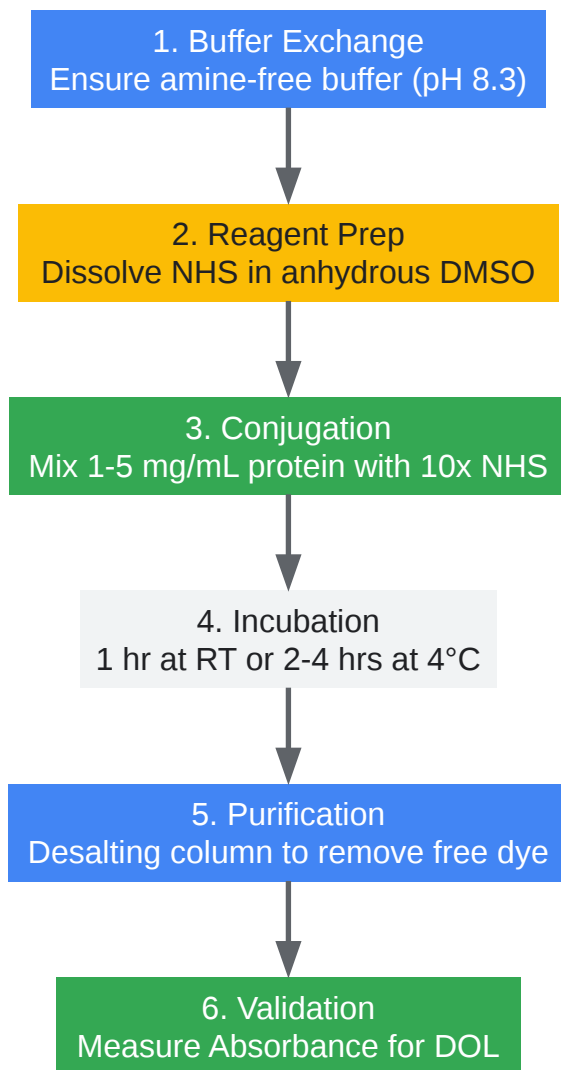 1. Buffer Exchange
Ensure amine-free buffer (pH 8.3)
2. Reagent Prep
Dissolve NHS in anhydrous DMSO
3. Conjugation
Mix 1-5 mg/mL protein with 10x NHS
4. Incubation
1 hr at RT or 2-4 hrs at 4°C
5. Purification
Desalting column to remove free dye
6. Validation
Measure Absorbance for DOL